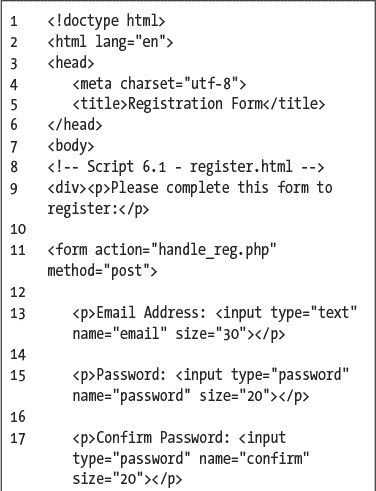 1 <!doctype html>
2 <html lang="en">
3 <head>
4 <meta charset="utf-8">
5 <title>Registration Form</title>
6 </head>
7 <body>
8 <!-- Script 6.1 - register.html -->
9 <div><p>Please complete this form to
register:</p>
10
11 <form action="handle_reg.php"
method="post">
12
13 <p>Email Address: <input type="text"
name="email" size="30"></p>
14
15 <p>Password: <input type="password"
name="password" size="20"></p>
16
17 <p>Confirm Password: <input
type="password" name="confirm"
size="20"></p>